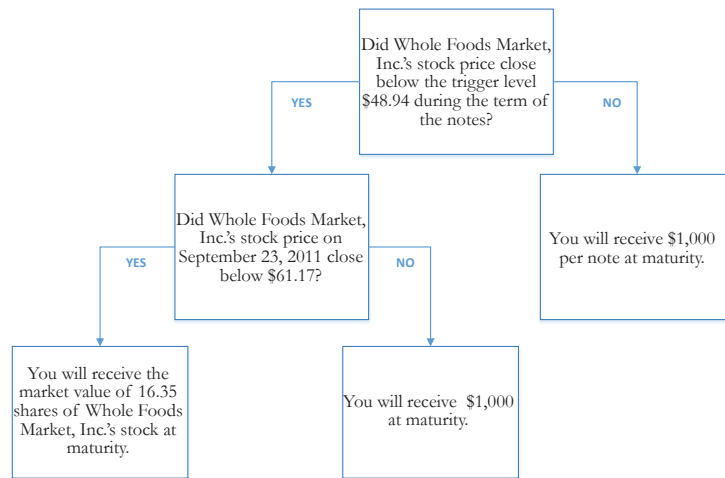 Did Whole Foods Market,
Inc.'s stock price close
below the trigger level
$48.94 during the term of
the notes?
YES
NO
Did Whole Foods Market,
Inc.'s stock price on
September 23, 2011 close
below $61.17?
You will receive $1,000
per note at maturity.
YES
NO
You will receive the
market value of 16.35
shares of Whole Foods
Market, Inc.'s stock at
maturity.
You will receive $1,000
at maturity.